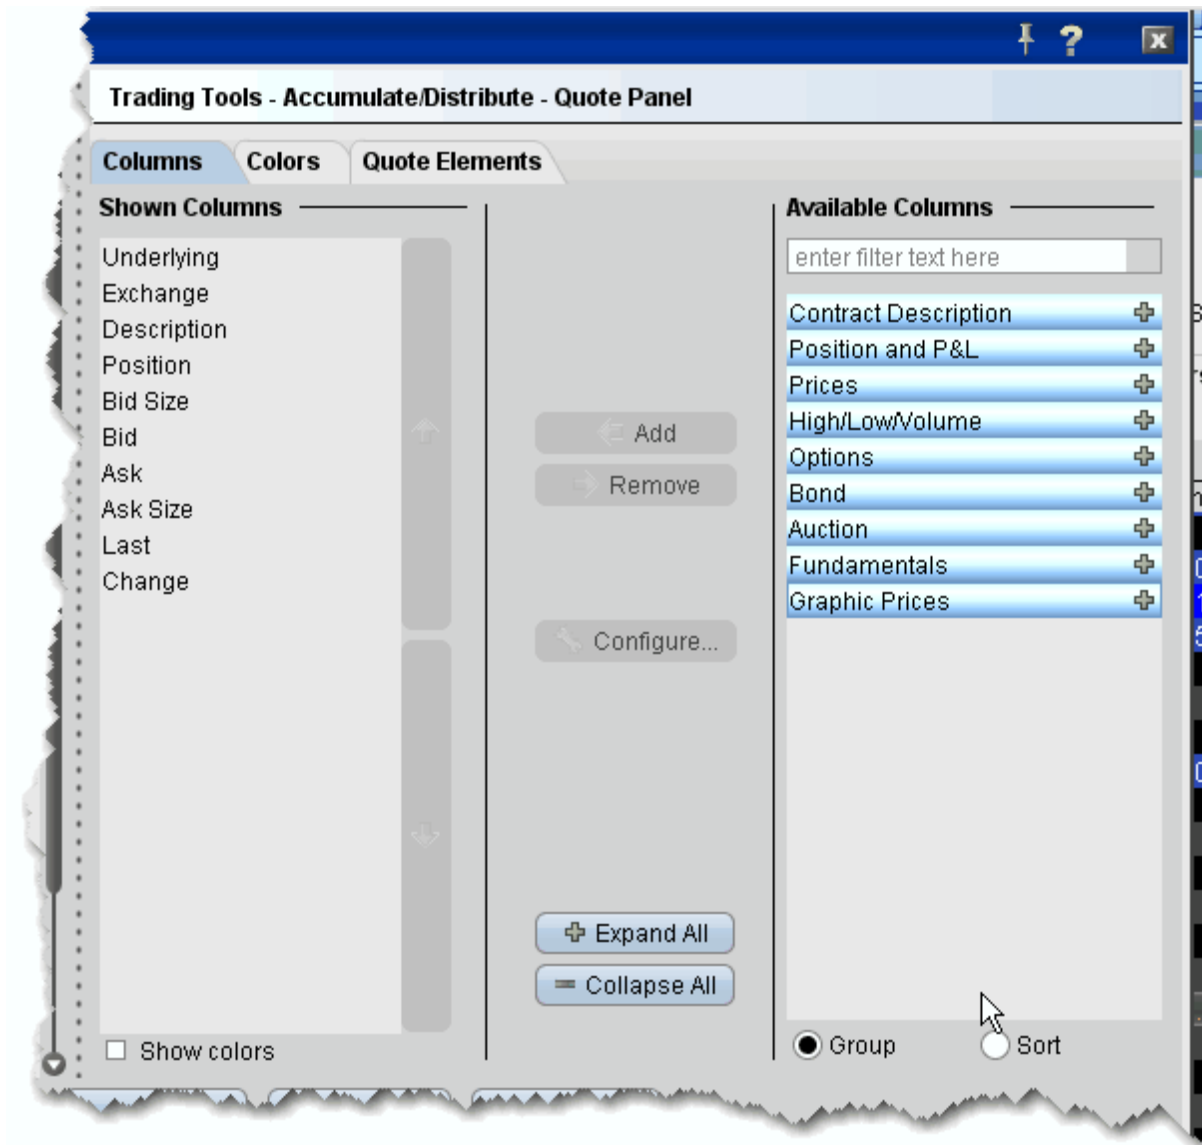 Trading Tools - Accumulate/Distribute - Quote Panel
Columns
Colors
Quote Elements
Shown Columns
Underlying
Exchange
Description
Position
Bid Size
Bid
Ask
Ask Size
Last
Change
Show colors
Add
Remove
Configure...
Expand All
Collapse All
Available Columns
enter filter text here
Contract Description
Position and P&L
Prices
High/Low/Volume
Options
Bond
Auction
Fundamentals
Graphic Prices
Group
Sort